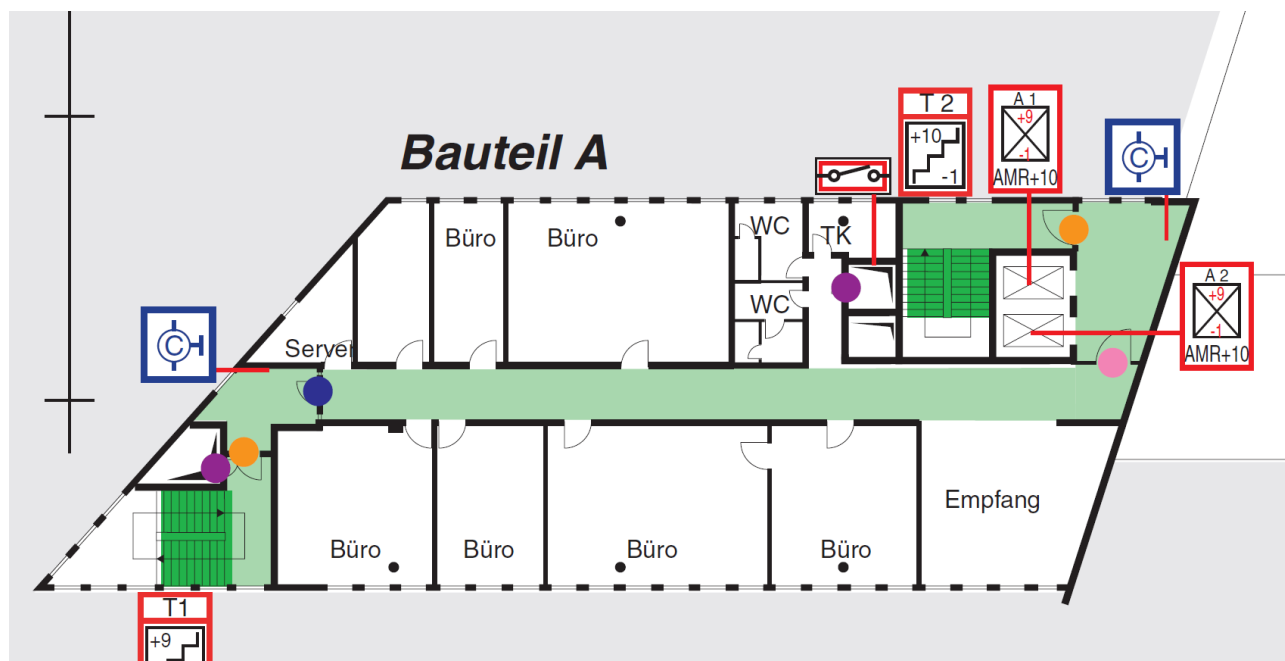 T 2
+10
-1
A 1
+9
-1
AMR+10
C
Bauteil A
Büro
Büro
WC
TK
WC
A 2
+9
-1
AMR+10
C
Server
Empfang
Büro
Büro
Büro
Büro
T1
+9